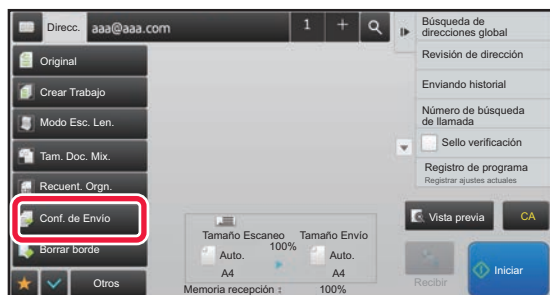 Direcc.
aaa@aaa.com
1
Original
Crear Trabajo
Modo Esc. Len.
Tam. Doc. Mix.
Recuent. Orgn.
Conf. de Envío
Borrar borde
Otros
Tamaño Escaneo
Tamaño Envío
100%
Auto.
Auto.
A4
A4
Memoria recepción :
100%
Búsqueda de
direcciones global
Revisión de dirección
Enviando historial
Número de búsqueda
de llamada
Sello verificación
Registro de programa
Registrar ajustes actuales
Vista previa
CA
Recibir
Iniciar